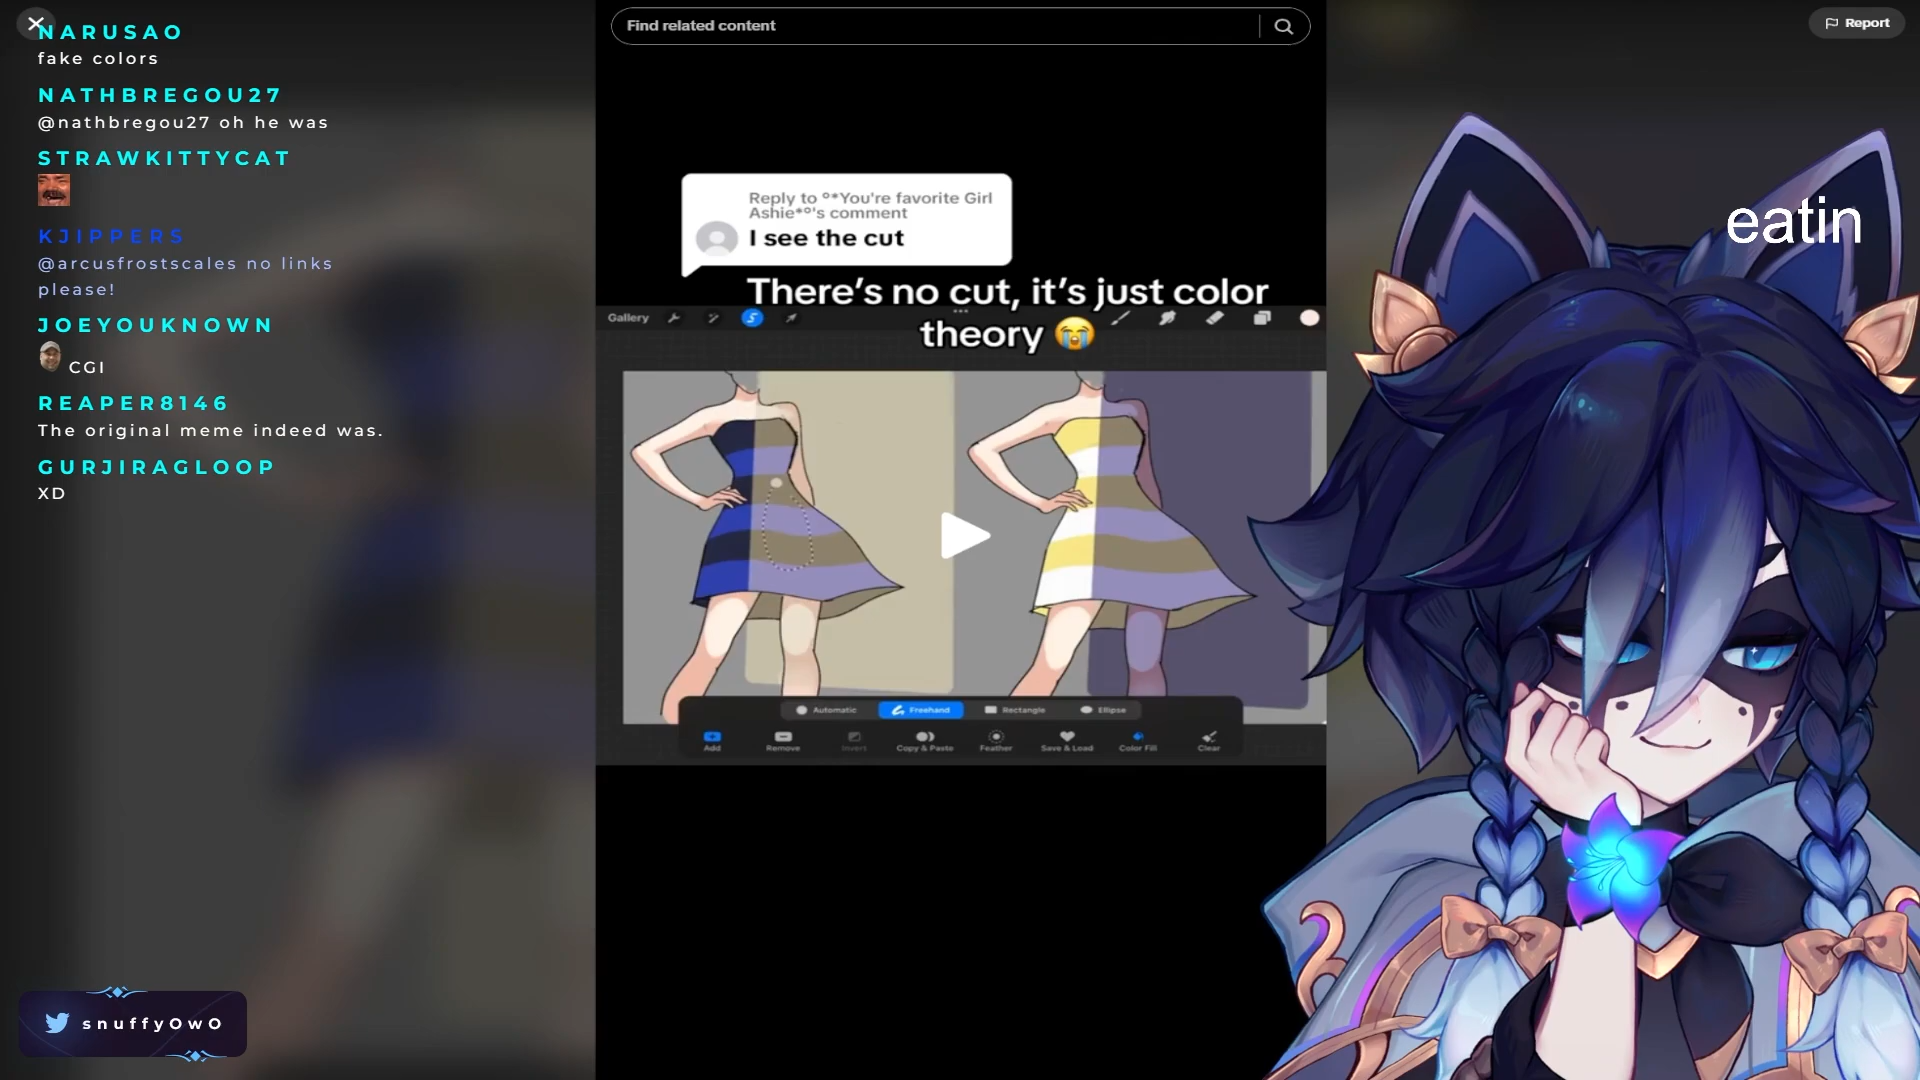 NARUSAO
fake colors
NATHBREGOU27
@nathbregou27 oh he was
STRAWKITTYCAT
KJIPPERS
@arcusfrostscales no links
please!
JOEYOUKNOWN
CGI
REAPER8146
The original meme indeed was.
GURJIRAGLOOP
XD
snuffyOwO
Find related content
Reply to °*You're favorite Girl
Ashie*°'s comment
I see the cut
There's no cut, it's just color
theory 😭
Gallery
Automatic
Freehand
Rectangle
Ellipse
Add
Remove
Invert
Copy & Paste
Feather
Save & Load
Color Fill
Clear
Report
eatin